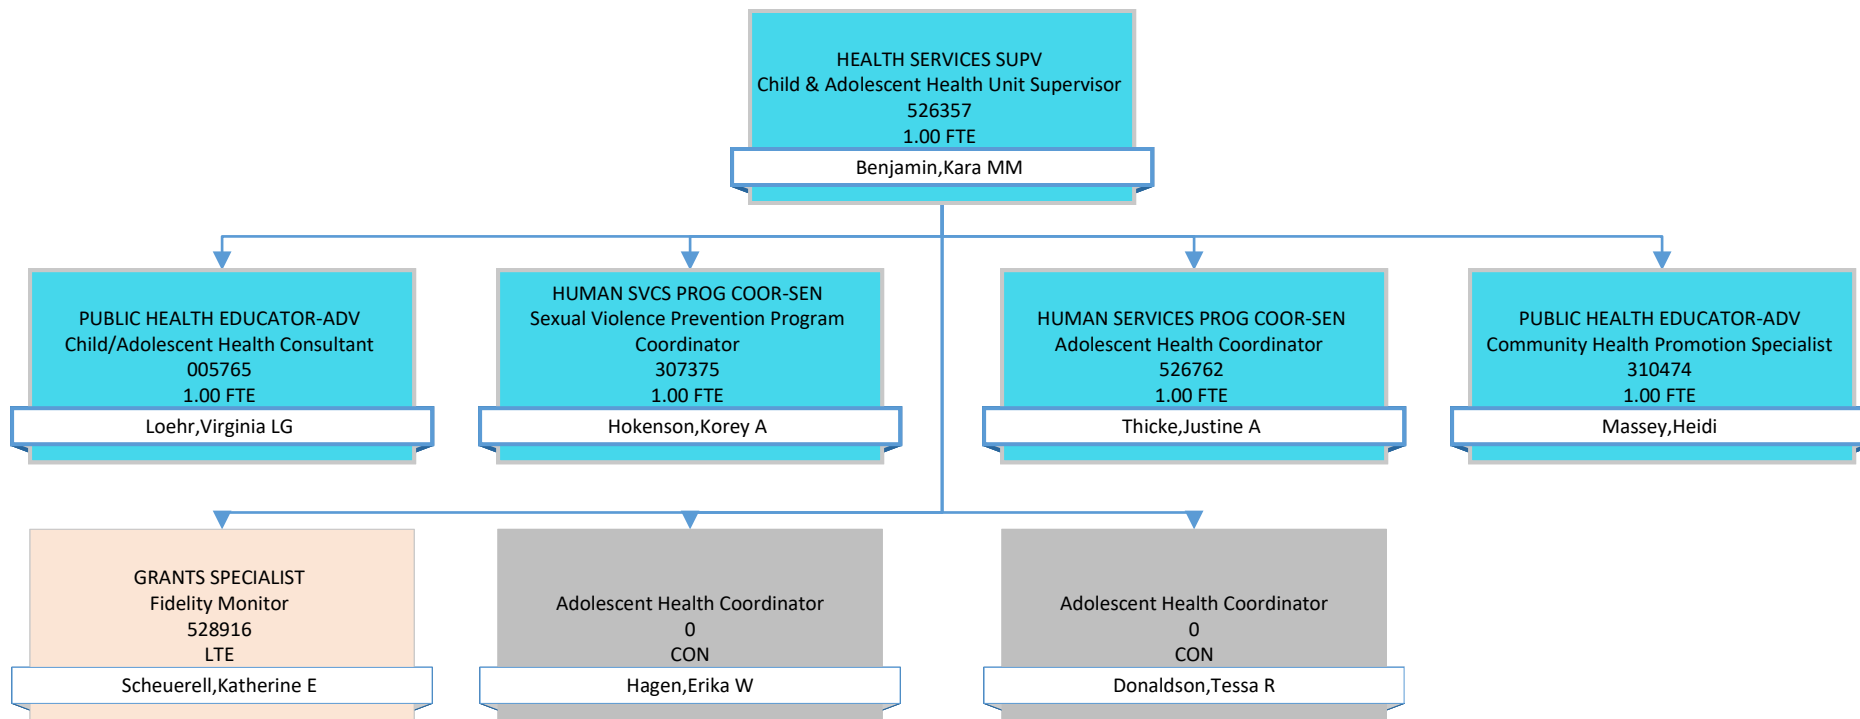 HEALTH SERVICES SUPV
Child & Adolescent Health Unit Supervisor
526357
1.00 FTE
Benjamin,Kara MM
PUBLIC HEALTH EDUCATOR-ADV
Child/Adolescent Health Consultant
005765
1.00 FTE
Loehr,Virginia LG
HUMAN SVCS PROG COOR-SEN
Sexual Violence Prevention Program
Coordinator
307375
1.00 FTE
Hokenson,Korey A
HUMAN SERVICES PROG COOR-SEN
Adolescent Health Coordinator
526762
1.00 FTE
Thicke,Justine A
PUBLIC HEALTH EDUCATOR-ADV
Community Health Promotion Specialist
310474
1.00 FTE
Massey,Heidi
GRANTS SPECIALIST
Fidelity Monitor
528916
LTE
Scheuerell,Katherine E
Adolescent Health Coordinator
0
CON
Hagen,Erika W
Adolescent Health Coordinator
0
CON
Donaldson,Tessa R